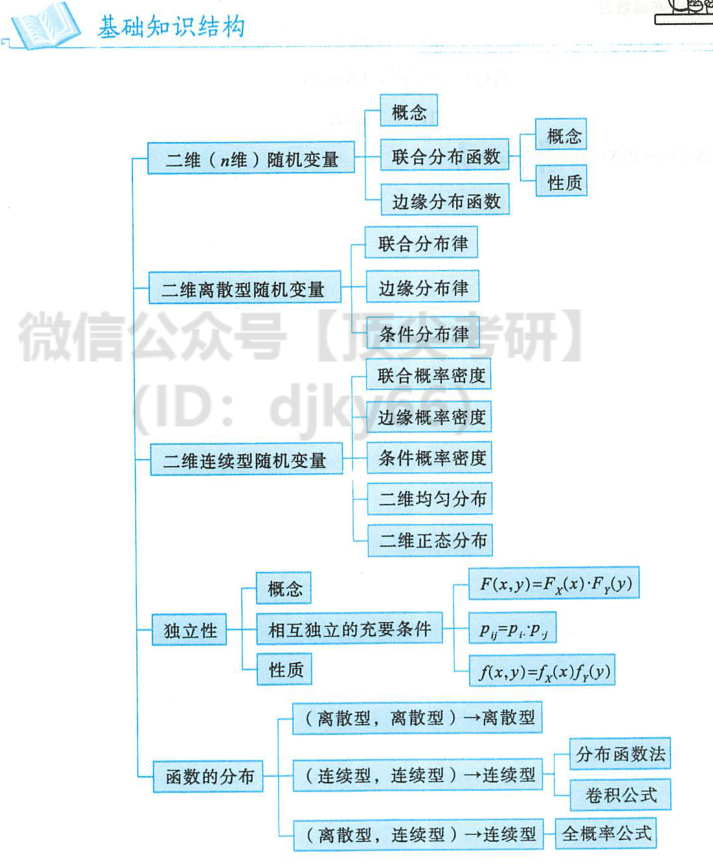 基础知识结构
概念
二维（n维）随机变量
联合分布函数
概念
性质
边缘分布函数
联合分布律
二维离散型随机变量
边缘分布律
条件分布律
微信公众号【顶尖考研】
(ID：djky66)
联合概率密度
边缘概率密度
二维连续型随机变量
条件概率密度
二维均匀分布
二维正态分布
概念
F(x,y)=F_X(x)·F_Y(y)
独立性
相互独立的充要条件
p_{ij}=p_{i·}·p_{·j}
性质
f(x,y)=f_X(x)f_Y(y)
（离散型，离散型）→离散型
函数的分布
（连续型，连续型）→连续型
分布函数法
卷积公式
（离散型，连续型）→连续型
全概率公式